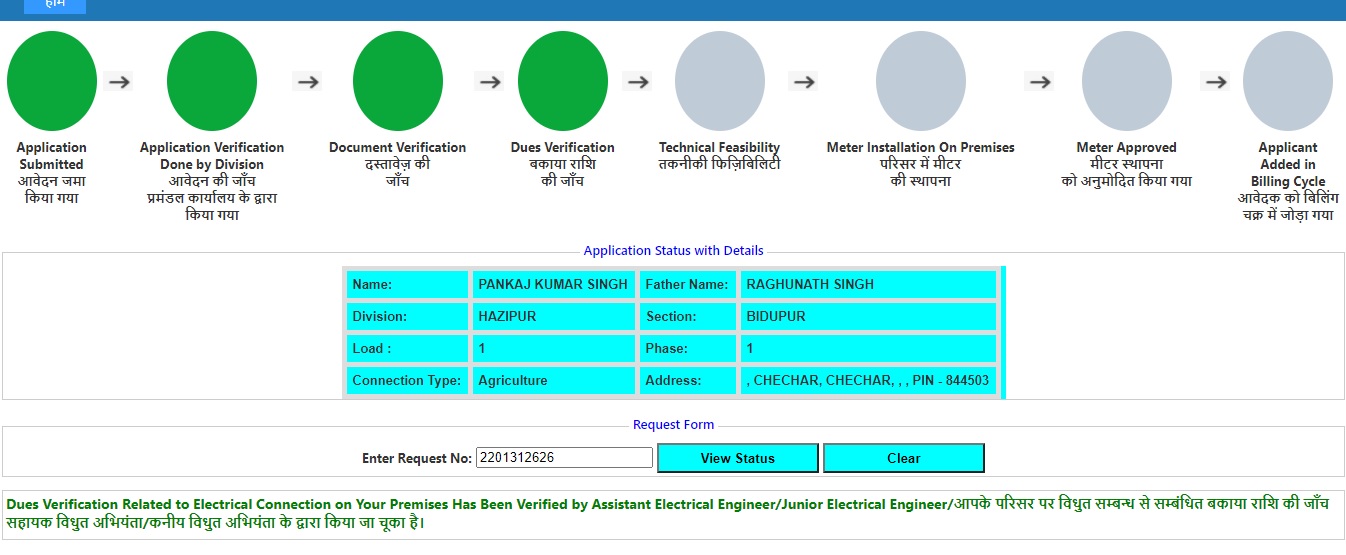 होम
Application
Submitted
आवेदन जमा
किया गया
Application Verification
Done by Division
आवेदन की जाँच
प्रमंडल कार्यालय के द्वारा
किया गया
Document Verification
दस्तावेज़ की
जाँच
Dues Verification
बकाया राशि
की जाँच
Technical Feasibility
तकनीकी फिज़िबिलिटी
Meter Installation On Premises
परिसर में मीटर
की स्थापना
Meter Approved
मीटर स्थापना
को अनुमोदित किया गया
Applicant
Added in
Billing Cycle
आवेदक को बिलिंग
चक्र में जोड़ा गया
Application Status with Details
Name: PANKAJ KUMAR SINGH Father Name: RAGHUNATH SINGH
Division: HAZIPUR Section: BIDUPUR
Load : 1 Phase: 1
Connection Type: Agriculture Address: , CHECHAR, CHECHAR, , , PIN - 844503
Request Form
Enter Request No: 2201312626 View Status Clear
Dues Verification Related to Electrical Connection on Your Premises Has Been Verified by Assistant Electrical Engineer/Junior Electrical Engineer/आपके परिसर पर विधुत सम्बन्ध से सम्बंधित बकाया राशि की जाँच
सहायक विधुत अभियंता/कनीय विधुत अभियंता के द्वारा किया जा चूका है।